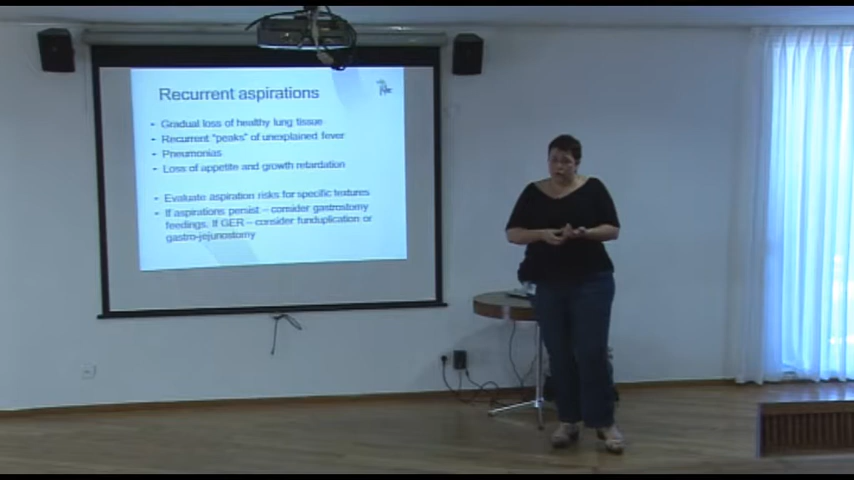 Recurrent aspirations
- Gradual loss of healthy lung tissue
- Recurrent "peaks" of unexplained fever
- Pneumonias
- Loss of appetite and growth retardation
- Evaluate aspiration risks for specific textures
- If aspirations persist – consider gastrostomy
feedings. If GER – consider funduplication or
gastro-jejunostomy